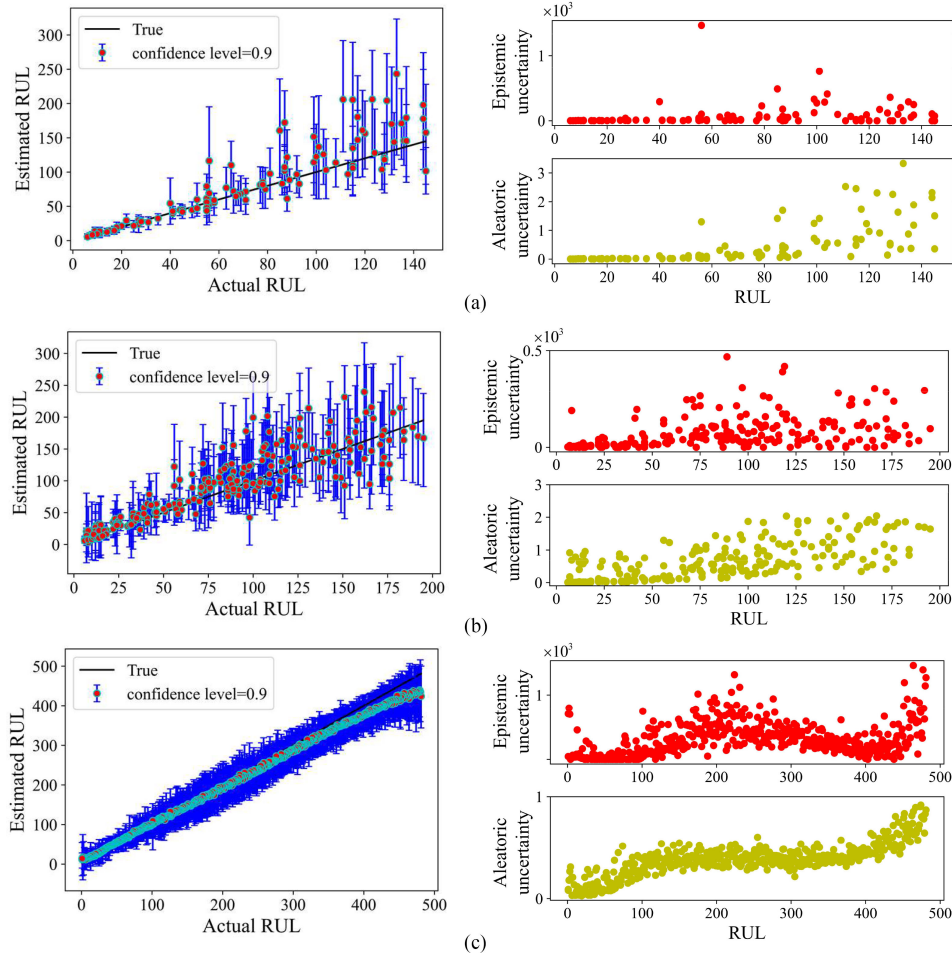 True
confidence level=0.9
Estimated RUL
300
250
200
150
100
50
0
0 20 40 60 80 100 120 140
Actual RUL
×10³
Epistemic
uncertainty
1
0
0 20 40 60 80 100 120 140
Aleatoric
uncertainty
3
2
1
0
0 20 40 60 80 100 120 140
RUL
(a)
True
confidence level=0.9
Estimated RUL
300
250
200
150
100
50
0
0 25 50 75 100 125 150 175 200
Actual RUL
×10³
Epistemic
uncertainty
0.5
0
0 25 50 75 100 125 150 175 200
Aleatoric
uncertainty
3
2
1
0
0 25 50 75 100 125 150 175 200
RUL
(b)
True
confidence level=0.9
Estimated RUL
500
400
300
200
100
0
0 100 200 300 400 500
Actual RUL
×10³
Epistemic
uncertainty
1
0 100 200 300 400 500
Aleatoric
uncertainty
1
0
0 100 200 300 400 500
RUL
(c)